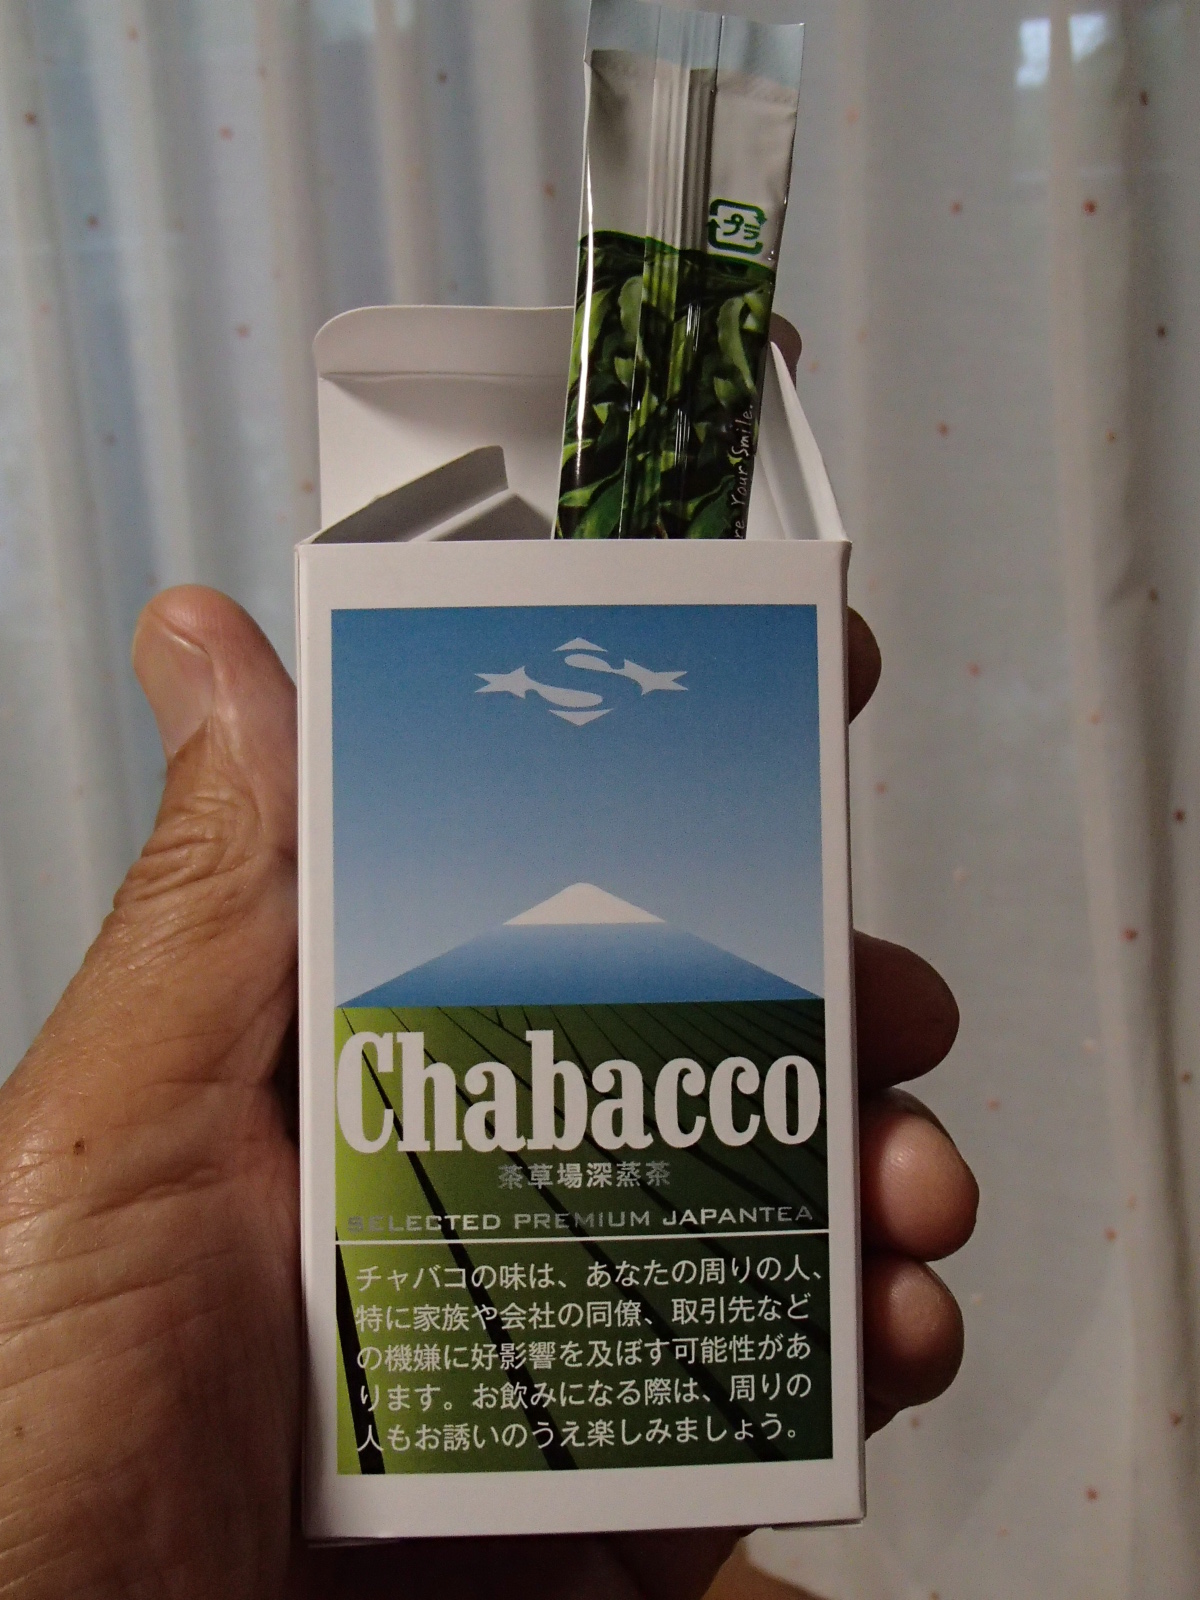 プラ
Your Smile.
S
Chabacco
茶草場深蒸茶
SELECTED PREMIUM JAPANTEA
チャバコの味は、あなたの周りの人、
特に家族や会社の同僚、取引先など
の機嫌に好影響を及ぼす可能性があ
ります。お飲みになる際は、周りの
人もお誘いのうえ楽しみましょう。